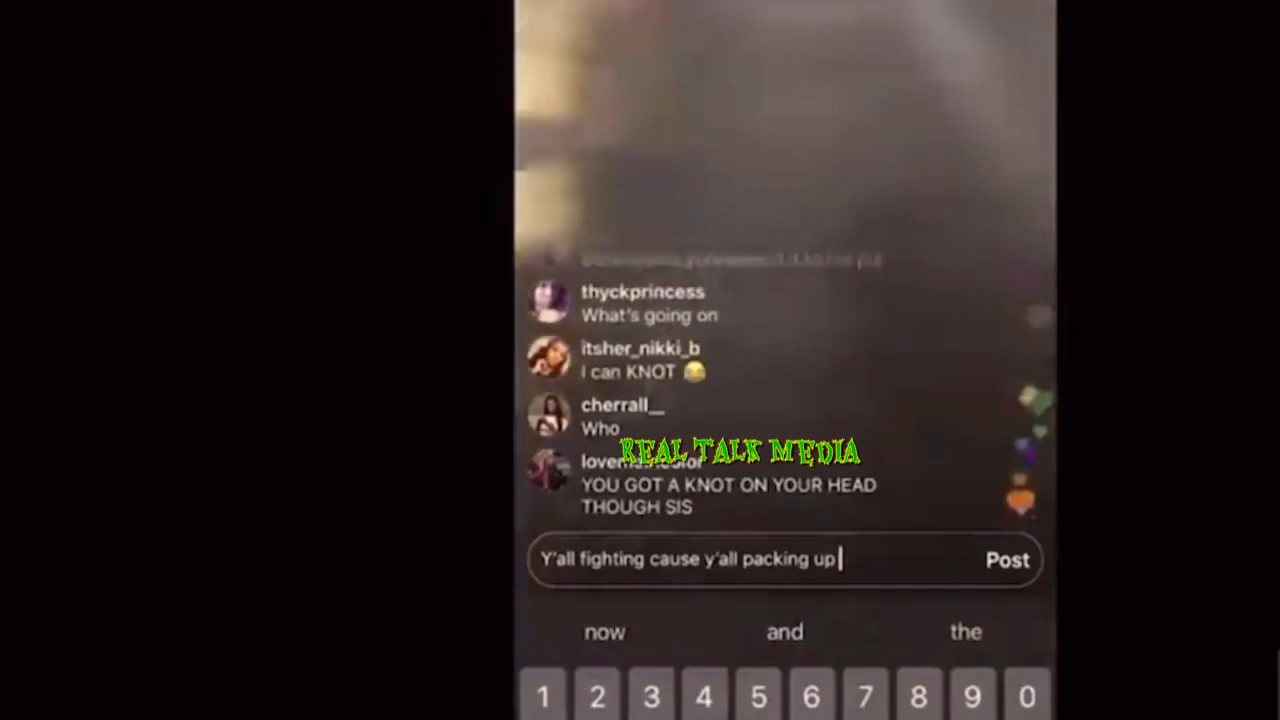 thyckprincess
What's going on
itsher_nikki_b
I can KNOT 😂
cherrall__
Who
REAL TALK MEDIA
YOU GOT A KNOT ON YOUR HEAD
THOUGH SIS
Y'all fighting cause y'all packing up
Post
now and the
1 2 3 4 5 6 7 8 9 0